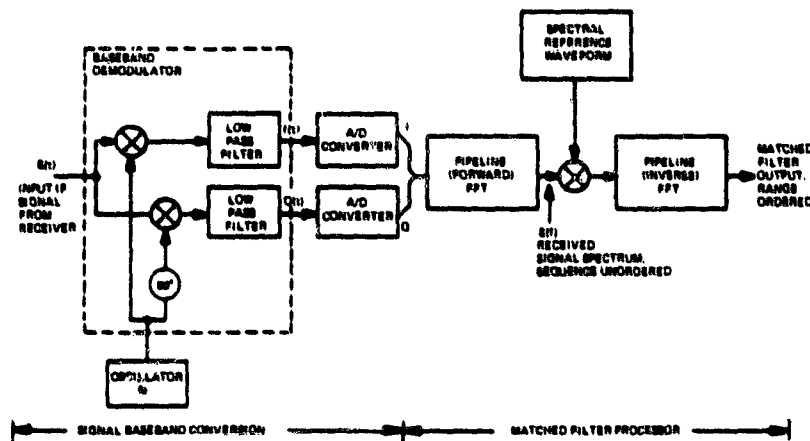 BASEBAND
DEMODULATOR
S(t)
INPUT IF
SIGNAL
FROM
RECEIVER
LOW
PASS
FILTER
I(t)
A/D
CONVERTER
I
LOW
PASS
FILTER
Q(t)
A/D
CONVERTER
Q
90°
OSCILLATOR
SPECTRAL
REFERENCE
WAVEFORM
PIPELINE
(FORWARD)
FFT
S(f)
RECEIVED
SIGNAL SPECTRUM,
SEQUENCE UNORDERED
PIPELINE
(INVERSE)
FFT
MATCHED
FILTER
OUTPUT,
RANGE
ORDERED
SIGNAL BASEBAND CONVERSION
MATCHED FILTER PROCESSOR